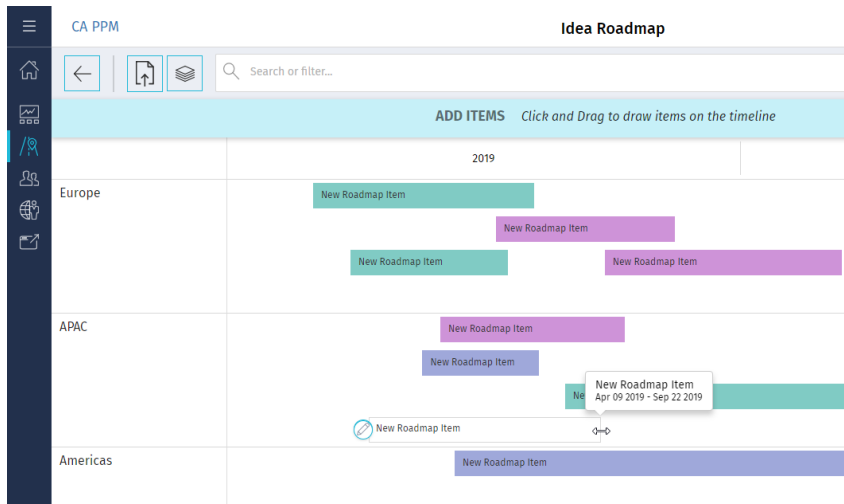 CA PPM
Idea Roadmap
Search or filter...
ADD ITEMS Click and Drag to draw items on the timeline
2019
Europe
New Roadmap Item
New Roadmap Item
New Roadmap Item
New Roadmap Item
APAC
New Roadmap Item
New Roadmap Item
New Roadmap Item
Apr 09 2019 - Sep 22 2019
Ne
New Roadmap Item
Americas
New Roadmap Item